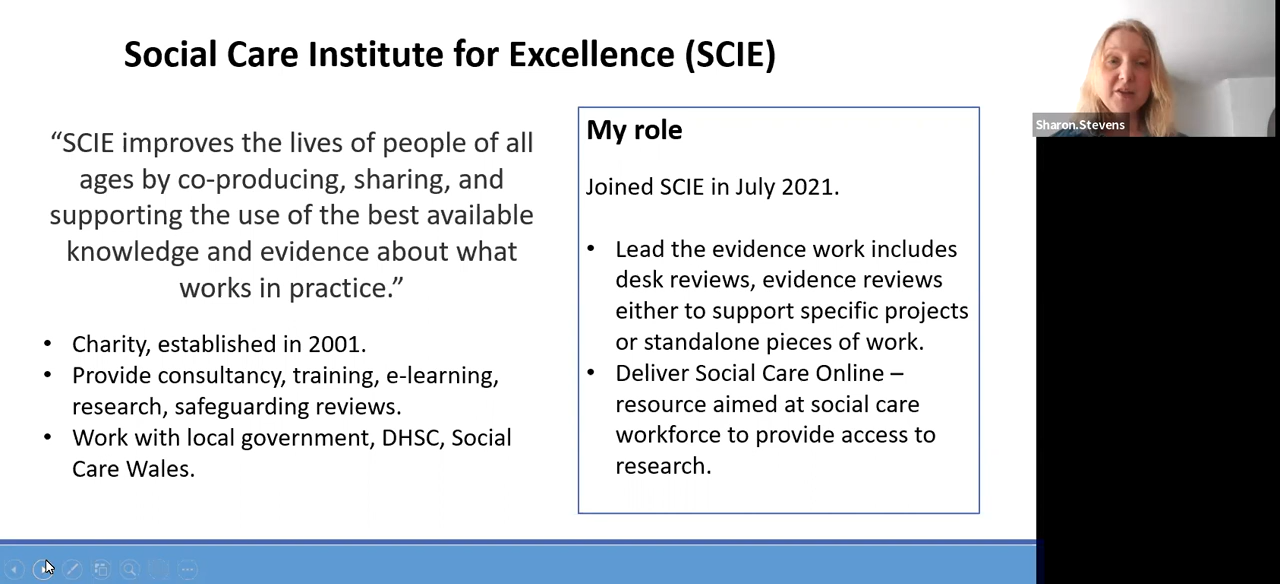 Social Care Institute for Excellence (SCIE)
“SCIE improves the lives of people of all
ages by co-producing, sharing, and
supporting the use of the best available
knowledge and evidence about what
works in practice.”
• Charity, established in 2001.
• Provide consultancy, training, e-learning,
research, safeguarding reviews.
• Work with local government, DHSC, Social
Care Wales.
My role
Joined SCIE in July 2021.
• Lead the evidence work includes
desk reviews, evidence reviews
either to support specific projects
or standalone pieces of work.
• Deliver Social Care Online –
resource aimed at social care
workforce to provide access to
research.
Sharon.Stevens